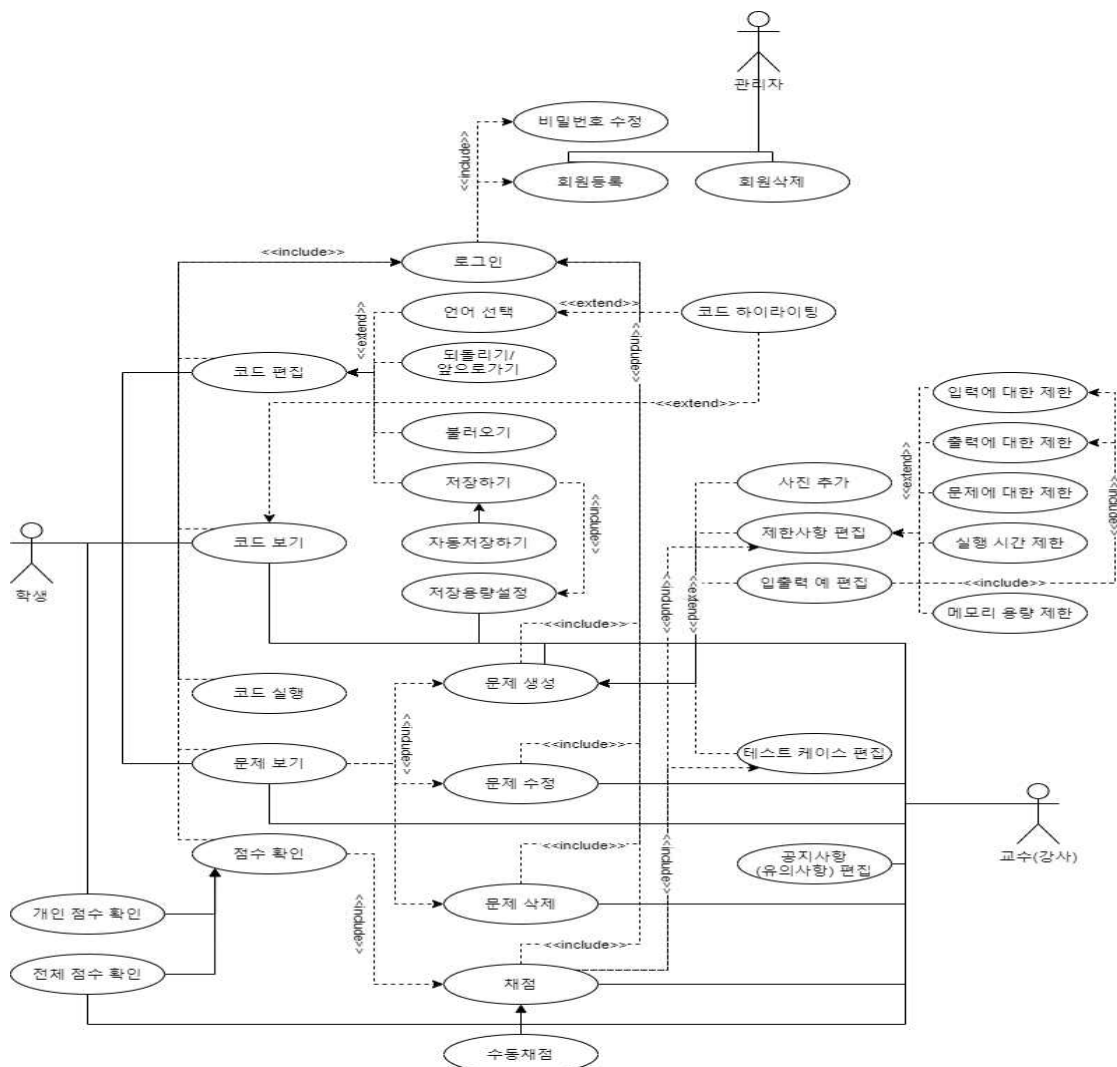 관리자
비밀번호 수정
<<include>>
회원등록
회원삭제
<<include>>
로그인
언어 선택
<<extend>>
코드 하이라이팅
<<extend>>
<<include>>
코드 편집
되돌리기/
앞으로가기
입력에 대한 제한
<<extend>>
불러오기
출력에 대한 제한
<<extend>>
<<include>>
저장하기
사진 추가
문제에 대한 제한
<<include>>
학생
코드 보기
자동저장하기
제한사항 편집
실행 시간 제한
저장용량설정
입출력 예 편집
<<include>>
메모리 용량 제한
<<include>>
<<extend>>
<<include>>
코드 실행
문제 생성
<<include>>
<<include>>
문제 보기
문제 수정
테스트 케이스 편집
교수(강사)
점수 확인
<<include>>
<<include>>
공지사항
(유의사항) 편집
개인 점수 확인
문제 삭제
<<include>>
<<include>>
전체 점수 확인
채점
수동채점